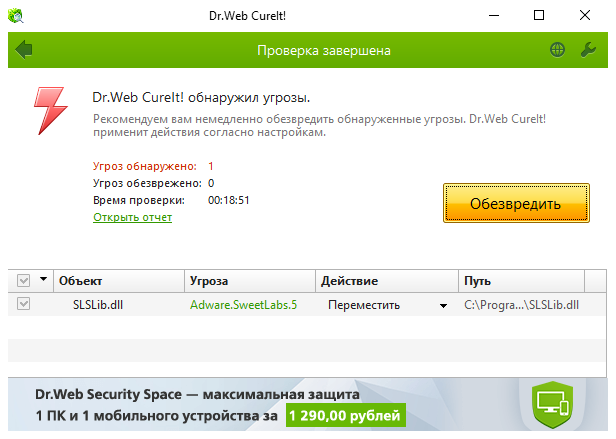 Dr.Web CureIt!
Проверка завершена
Dr.Web CureIt! обнаружил угрозы.
Рекомендуем вам немедленно обезвредить обнаруженные угрозы. Dr.Web CureIt!
применит действия согласно настройкам.
Угроз обнаружено: 1
Угроз обезврежено: 0
Время проверки: 00:18:51
Открыть отчет
Обезвредить
Объект Угроза Действие Путь
SLSLib.dll Adware.SweetLabs.5 Переместить C:\Progra...\SLSLib.dll
Dr.Web Security Space — максимальная защита
1 ПК и 1 мобильного устройства за 1 290,00 рублей